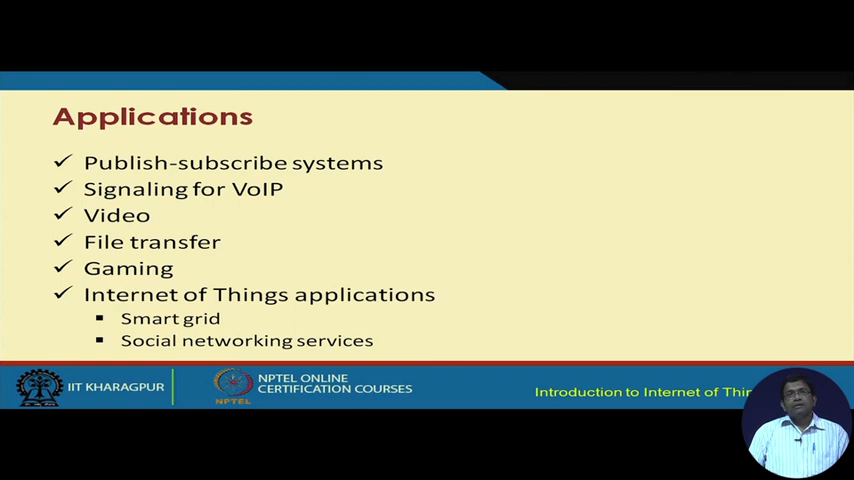 Applications
✓ Publish-subscribe systems
✓ Signaling for VoIP
✓ Video
✓ File transfer
✓ Gaming
✓ Internet of Things applications
▪ Smart grid
▪ Social networking services
IIT KHARAGPUR
NPTEL ONLINE
CERTIFICATION COURSES
NPTEL
Introduction to Internet of Thin